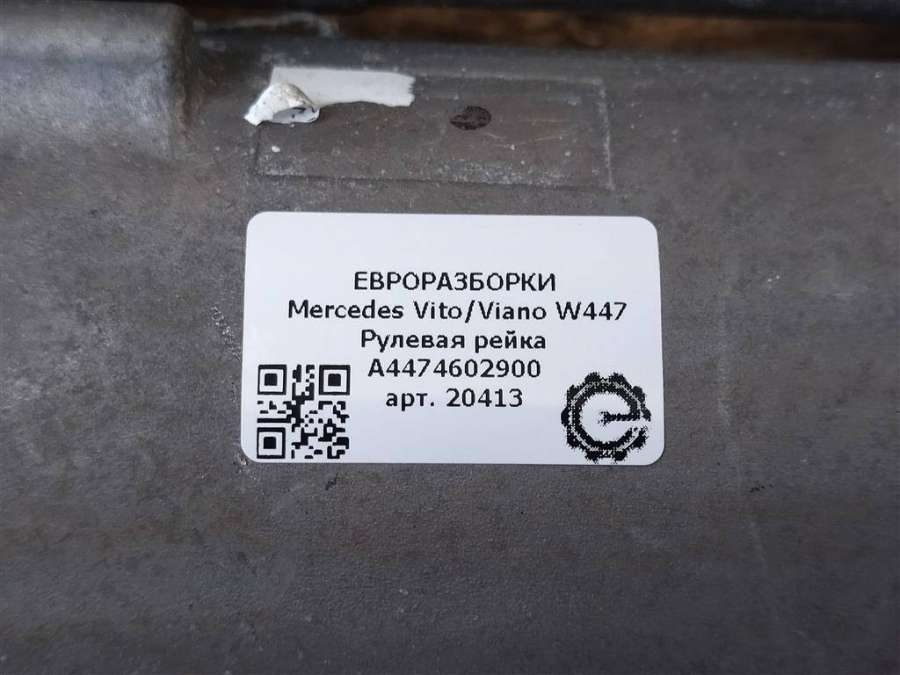 ЕВРОРАЗБОРКИ
Mercedes Vito/Viano W447
Рулевая рейка
A4474602900
арт. 20413